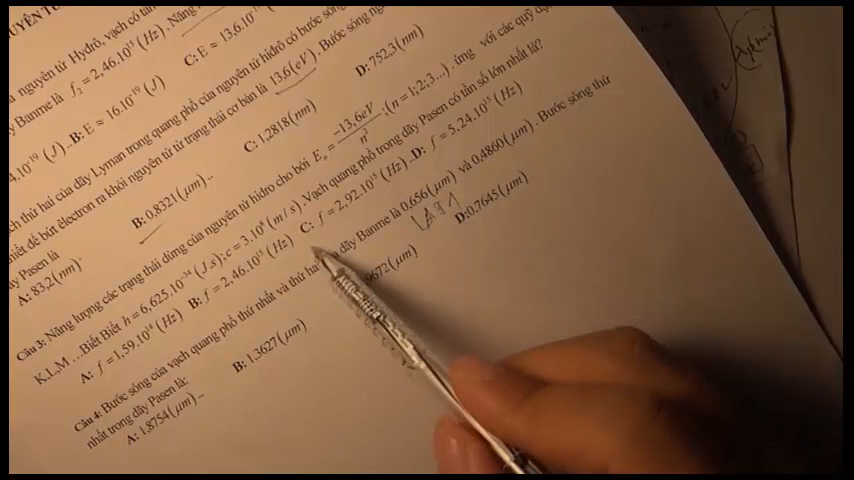 UYÊN TỬ
nguyên tử Hydrô, vạch có tần
y Banme là f₂ = 2,46.10¹⁵ (Hz). Năng
4.10⁻¹⁹ (J)..B: E ≈ 16.10⁻¹⁹ (J)
C: E ≈ 13,6.10⁻¹⁹
ch thứ hai của dãy Lyman trong quang phổ của nguyên tử hiđrô có bước sóng
thiết để bứt êlectron ra khỏi nguyên tử từ trạng thái cơ bản là 13,6(eV). Bước sóng
y Pasen là
A: 83,2(nm)
B: 0,8321(μm)..
C: 1,2818(nm)
D: 752,3(nm)
Câu 3: Năng lượng các trạng thái dừng của nguyên tử hidro cho bởi Eₙ = -13,6eV/n² ;(n = 1;2;3...). ứng với các quỹ đạo
K,L,M ...Biết Biết h = 6,625.10⁻³⁴ (J.s); c = 3.10⁸ (m/s). Vạch quang phổ trong dãy Pasen có tần số lớn nhất là?
A: f = 1,59.10¹⁴ (Hz) B: f = 2,46.10¹⁵ (Hz) C: f = 2,92.10¹⁵ (Hz)..D: f = 5,24.10¹⁵ (Hz)
Câu 4: Bước sóng của vạch quang phổ thứ nhất và thứ ha dãy Banme là 0,656(μm) và 0,4860(μm). Bước sóng thứ
nhất trong dãy Pasen là:
A: 1,8754(μm)..
B: 1,3627(μm)
9672(μm)
D:0,7645(μm)